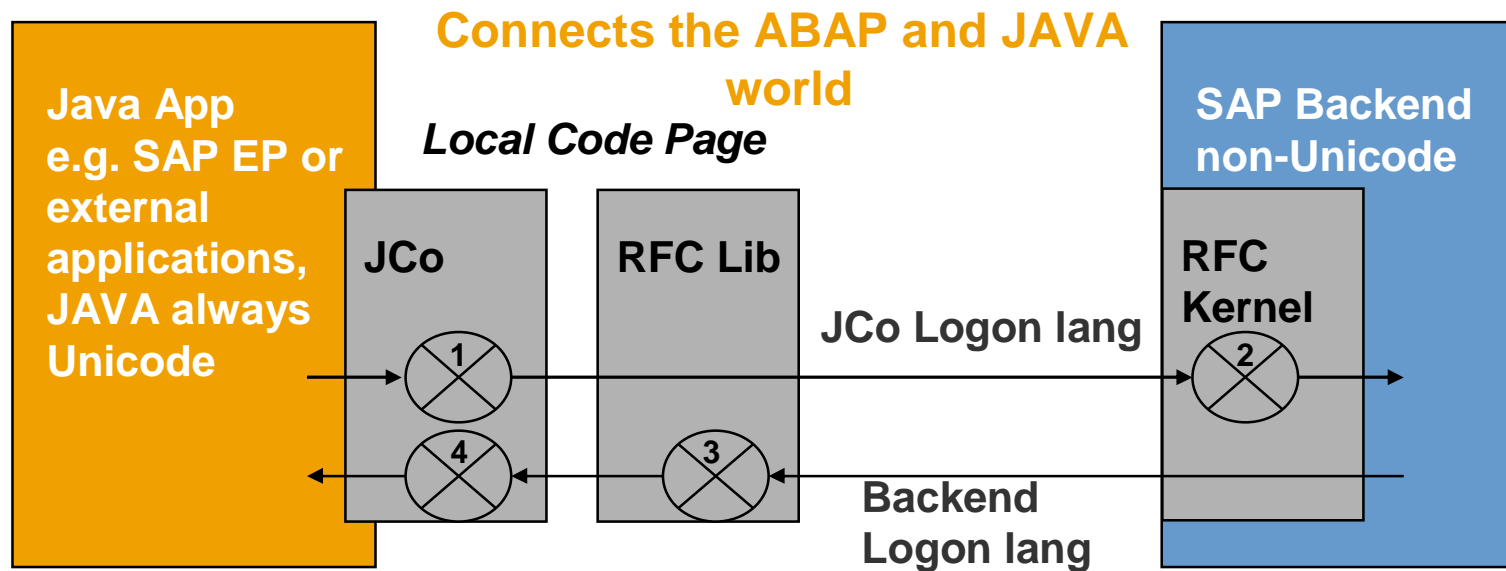 Connects the ABAP and JAVA
world
Java App
e.g. SAP EP or
external
applications,
JAVA always
Unicode
Local Code Page
SAP Backend
non-Unicode
JCo
RFC Lib
RFC
Kernel
JCo Logon lang
1
2
4
3
Backend
Logon lang